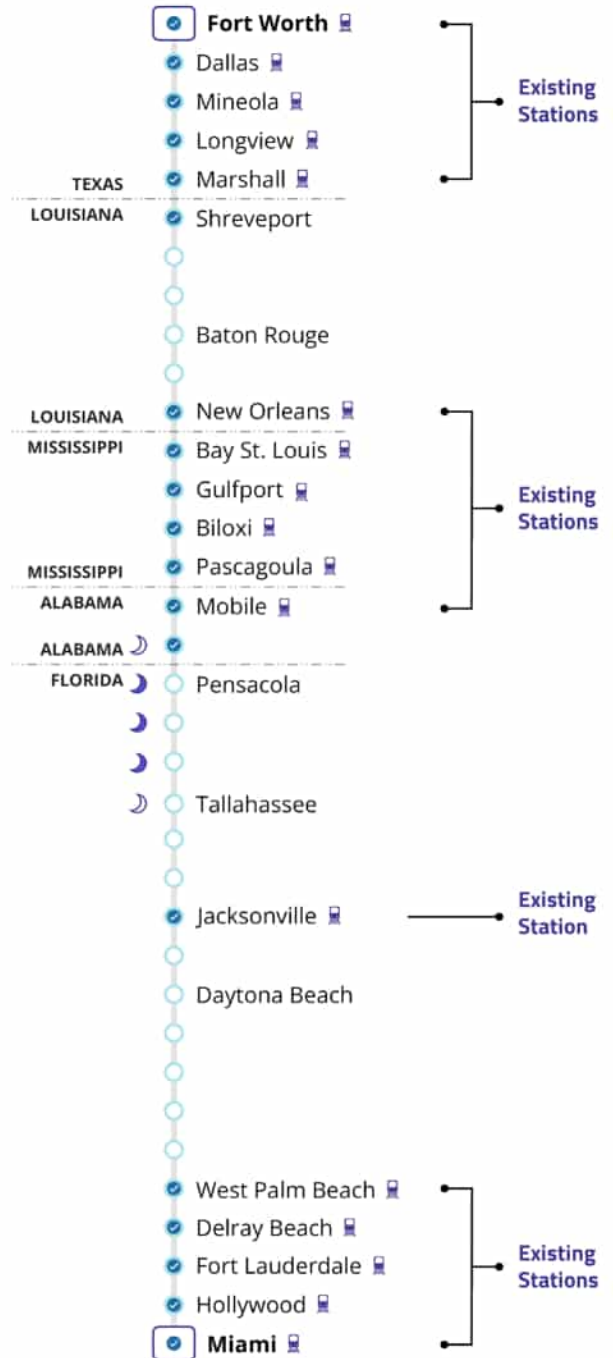 Fort Worth
Dallas
Existing
Stations
Mineola
Longview
Marshall
TEXAS
LOUISIANA
Shreveport
Baton Rouge
New Orleans
LOUISIANA
MISSISSIPPI
Bay St. Louis
Gulfport
Existing
Stations
Biloxi
Pascagoula
MISSISSIPPI
ALABAMA
Mobile
ALABAMA
FLORIDA
Pensacola
Tallahassee
Jacksonville
Existing
Station
Daytona Beach
West Palm Beach
Delray Beach
Fort Lauderdale
Existing
Stations
Hollywood
Miami